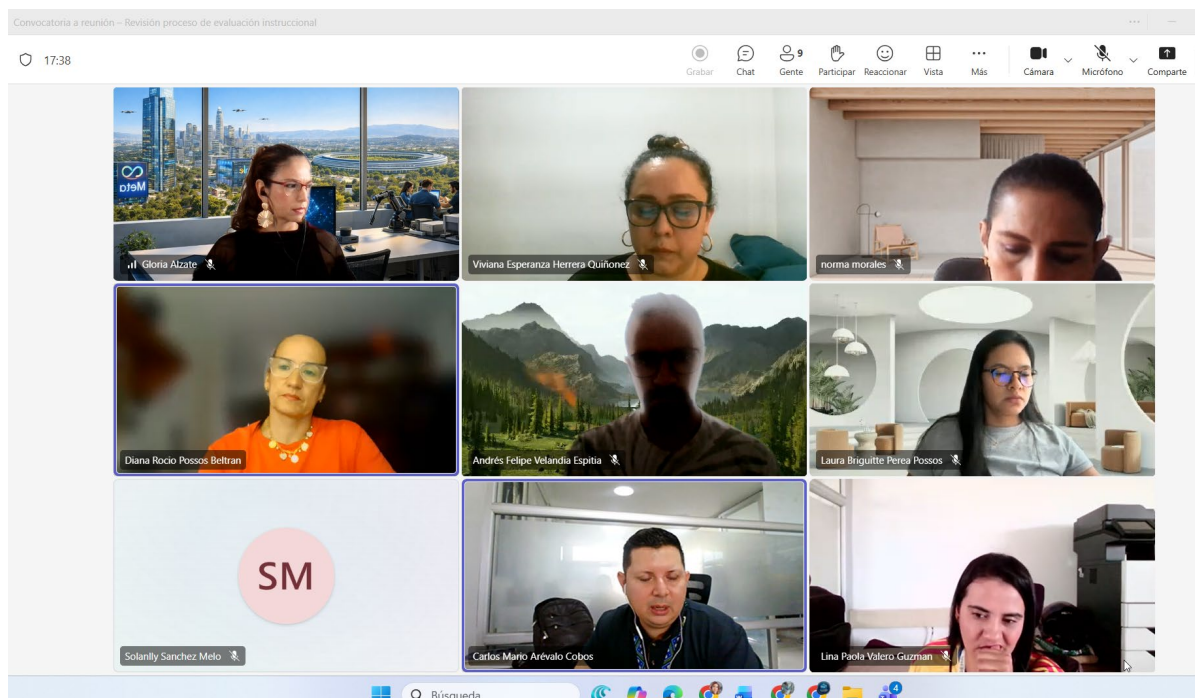 Convocatoria a reunión – Revisión proceso de evaluación instruccional
17:38
Grabar
Chat
9
Gente
Participar
Reaccionar
Vista
Más
Cámara
Micrófono
Comparte
Meta
Gloria Alzate
Viviana Esperanza Herrera Quiñonez
norma morales
Diana Rocio Possos Beltran
Andrés Felipe Velandia Espitia
Laura Briguitte Perea Possos
SM
Solanlly Sanchez Melo
Carlos Mario Arévalo Cobos
Lina Paola Valero Guzman
Búsqueda
4